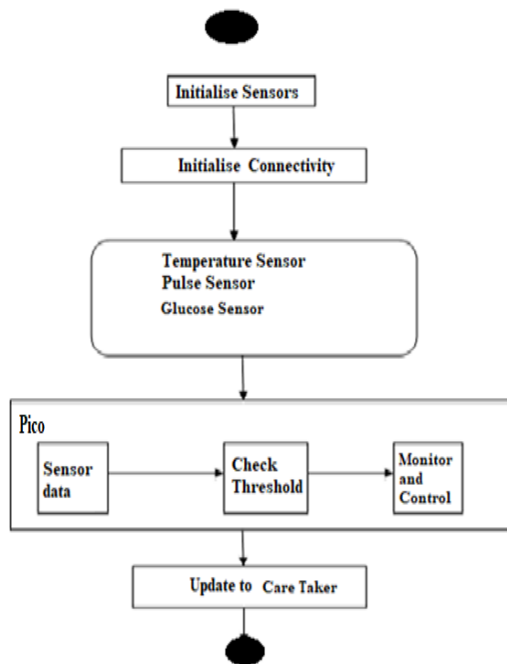 Initialise Sensors
Initialise Connectivity
Temperature Sensor
Pulse Sensor
Glucose Sensor
Pico
Sensor
data
Check
Threshold
Monitor
and
Control
Update to Care Taker